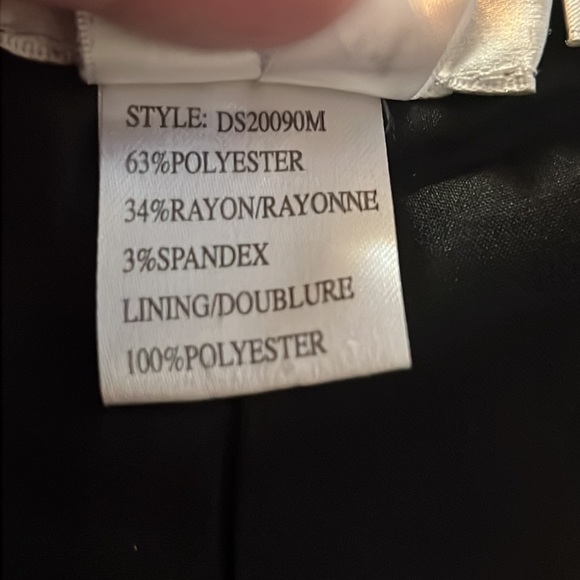 STYLE: DS20090M
63%POLYESTER
34%RAYON/RAYONNE
3%SPANDEX
LINING/DOUBLURE
100%POLYESTER